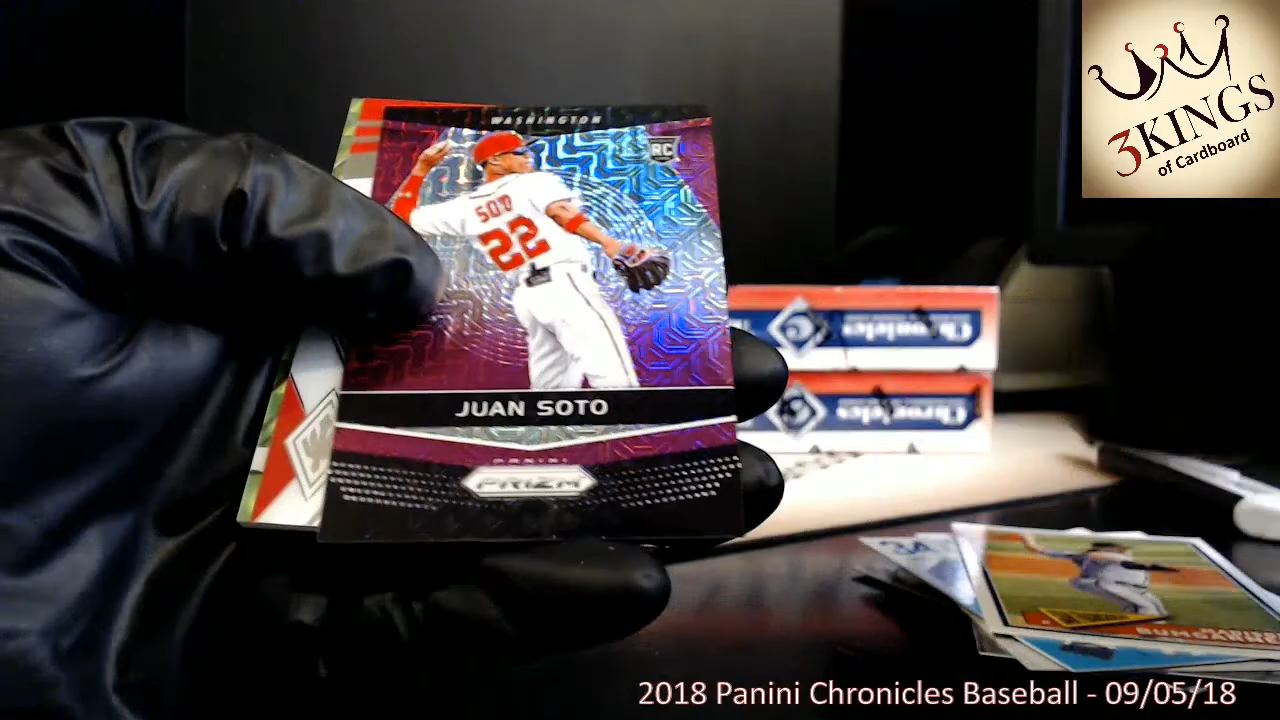 WASHINGTON
RC
SOTO
22
JUAN SOTO
PANINI
PRIZM
3KINGS
of Cardboard
Chronicles
Chronicles
34
2018 Panini Chronicles Baseball - 09/05/18